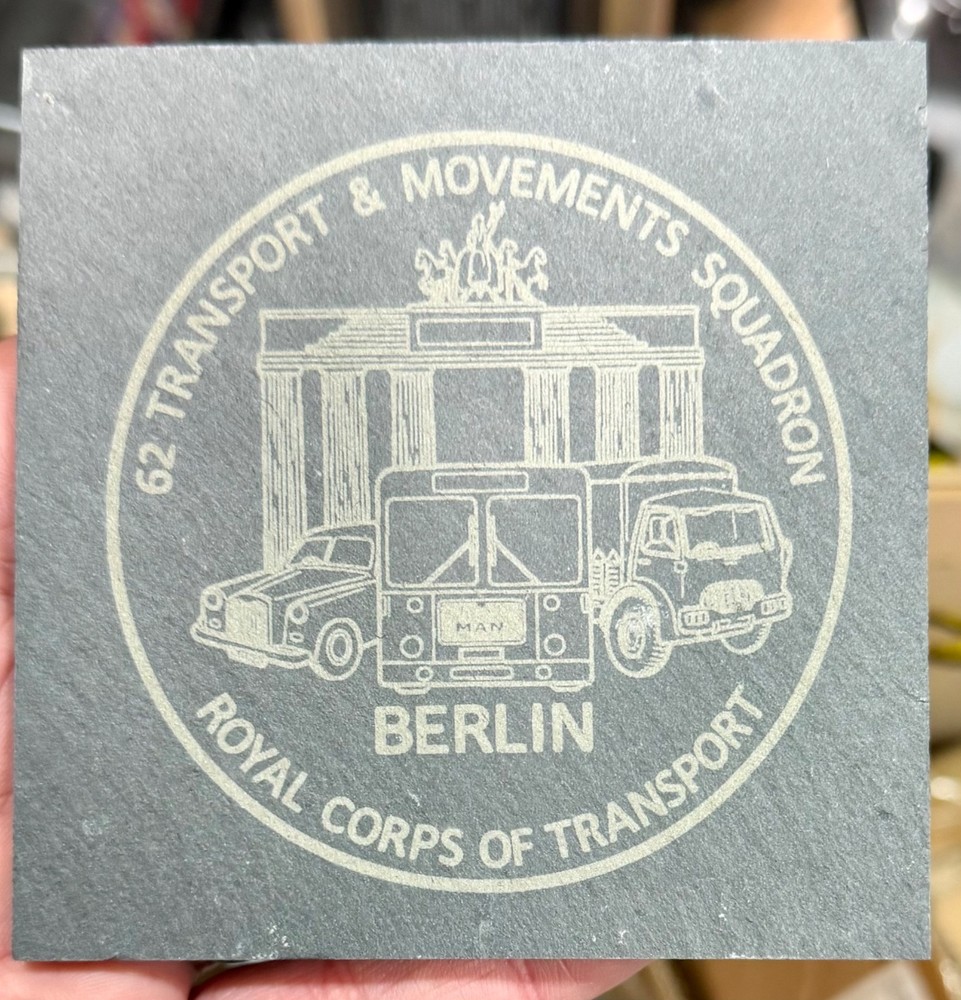 62 TRANSPORT & MOVEMENTS SQUADRON
MAN
BERLIN
ROYAL CORPS OF TRANSPORT